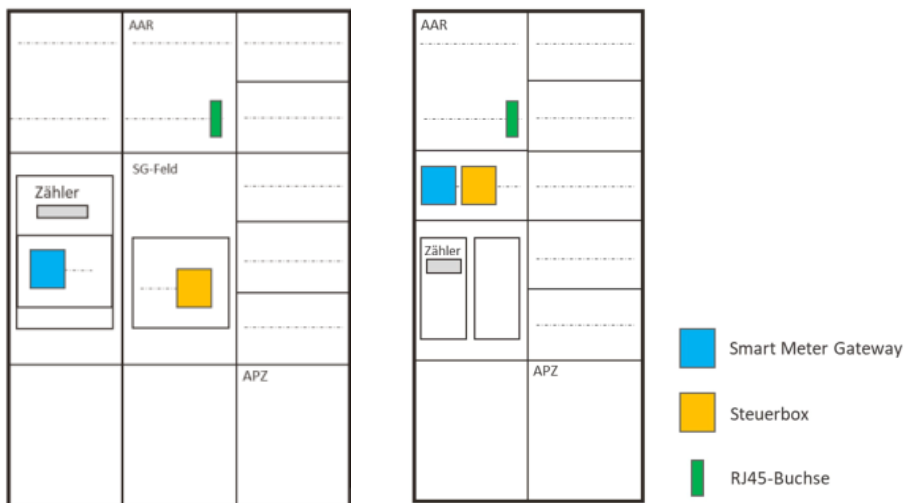 AAR
SG-Feld
Zähler
APZ
AAR
Zähler
APZ
Smart Meter Gateway
Steuerbox
RJ45-Buchse